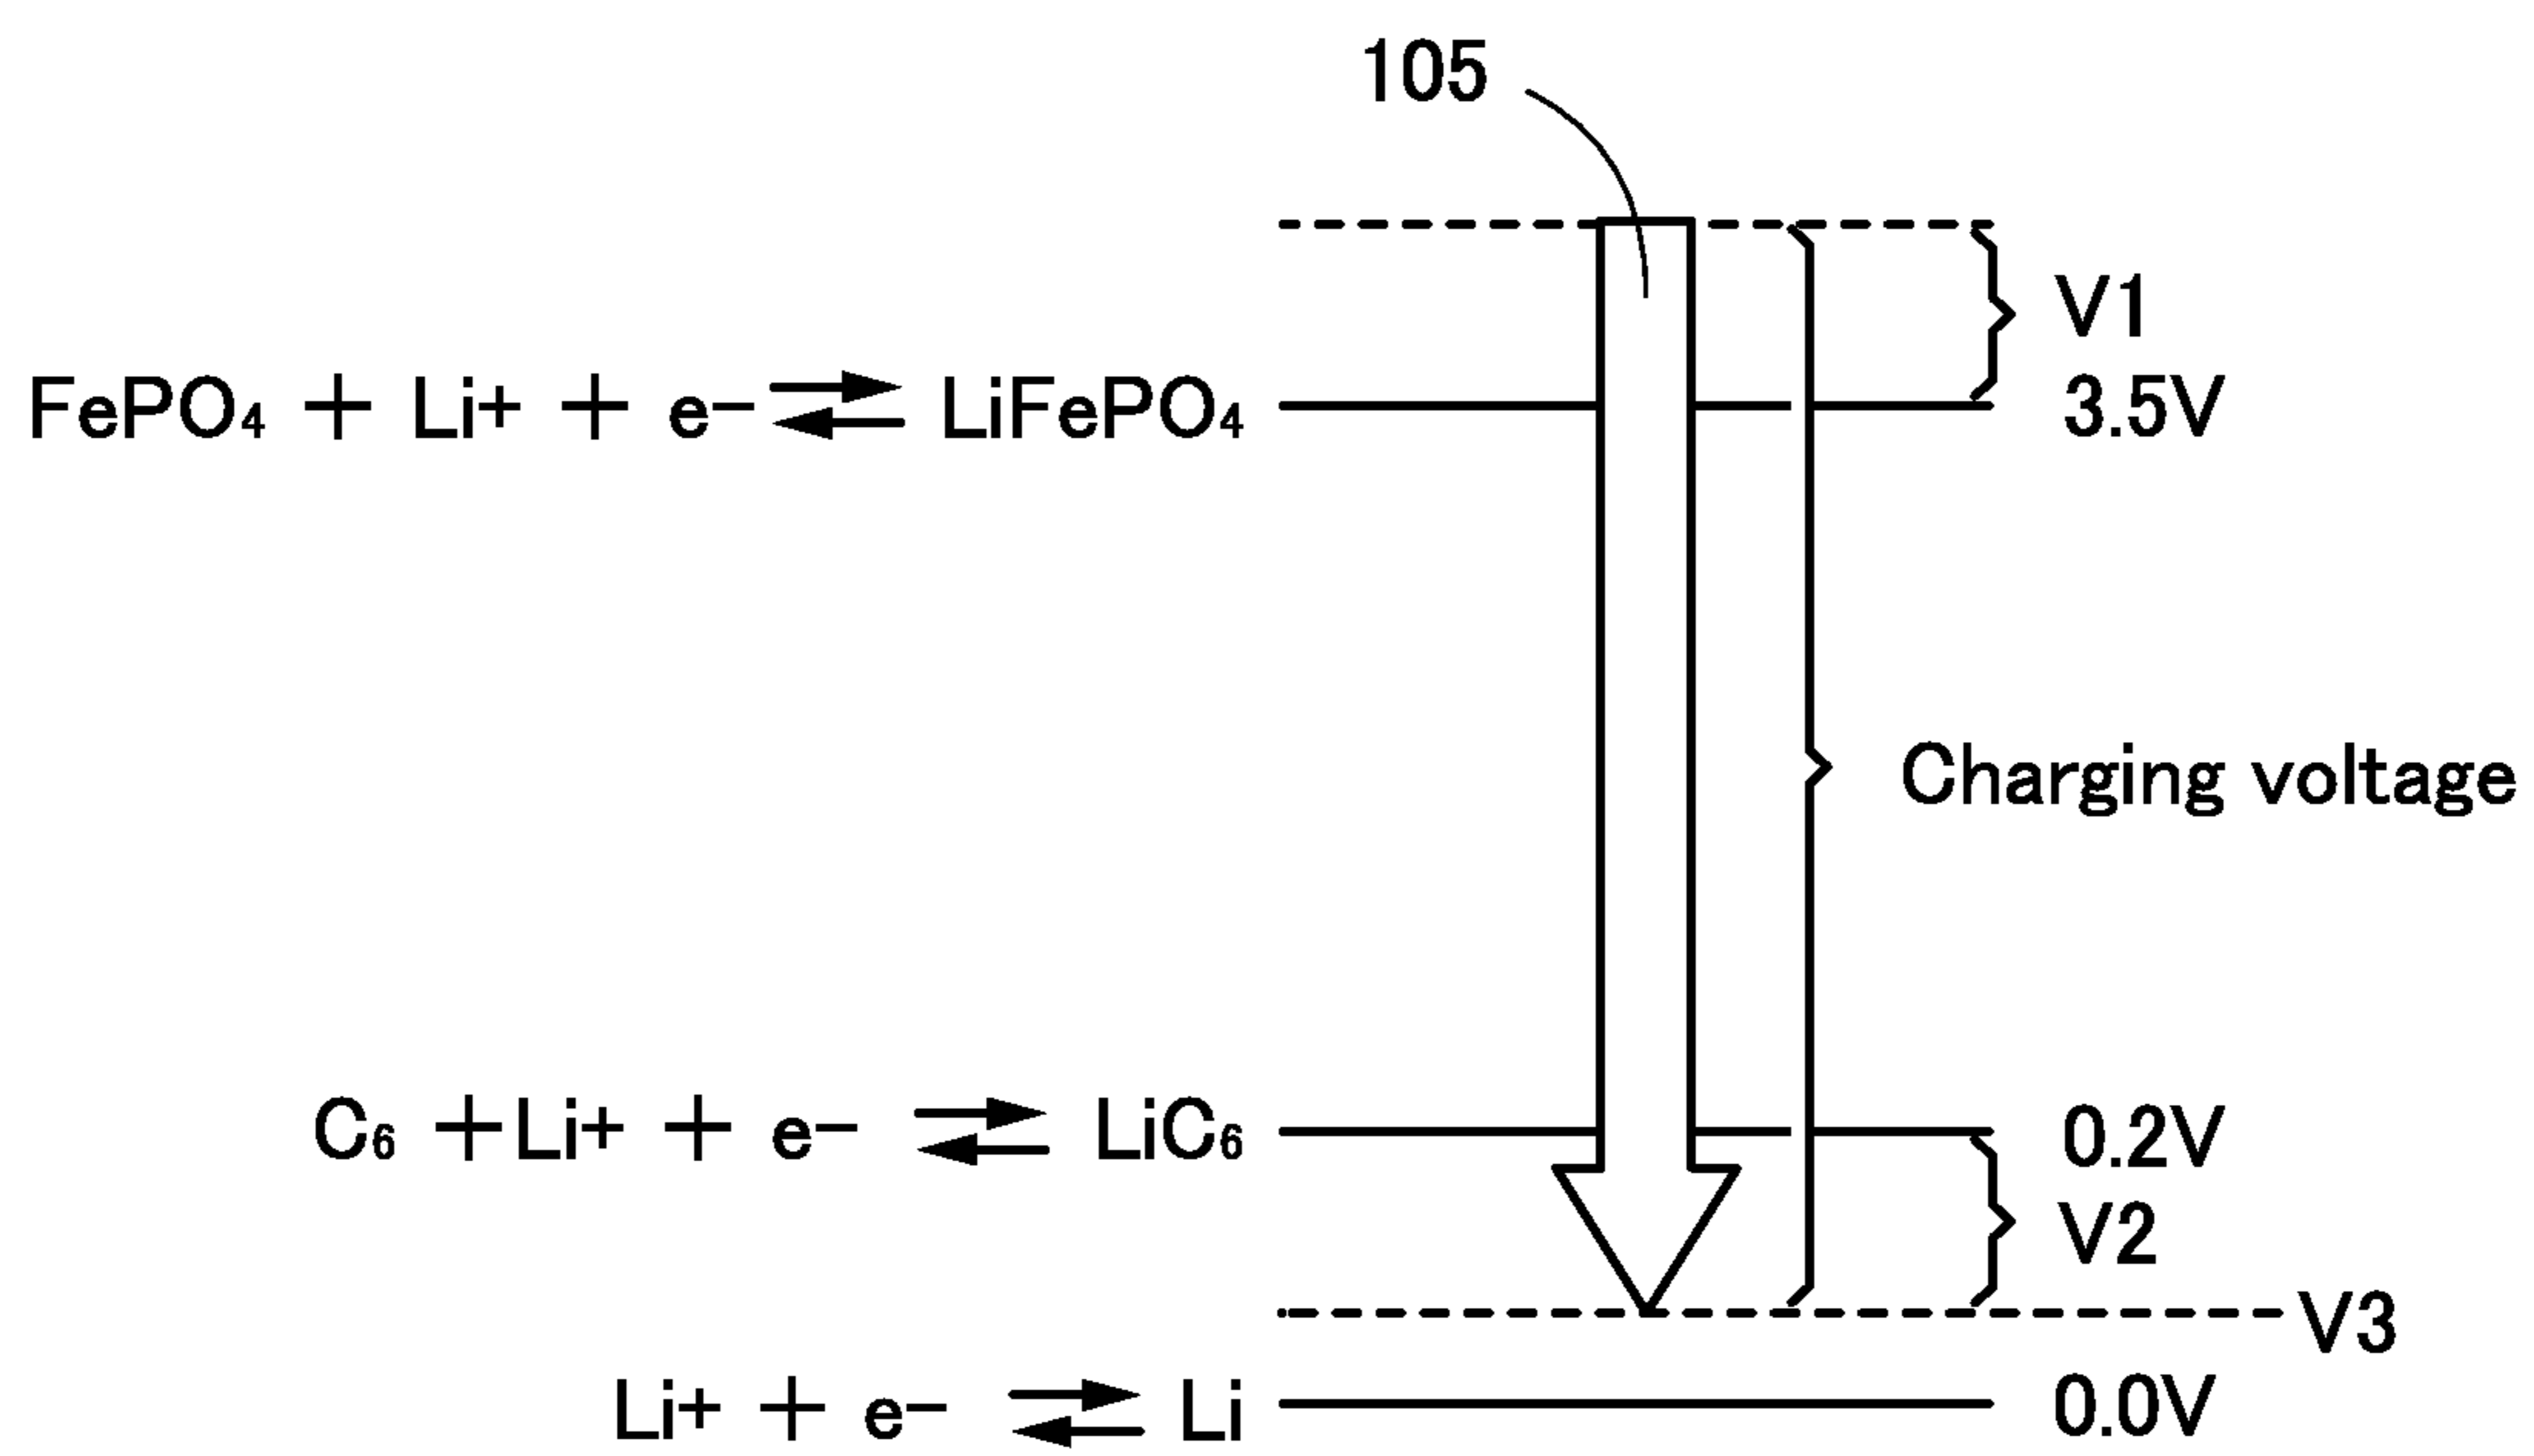 105
V1
FePO₄ + Li+ + e− ⇄ LiFePO₄ 3.5V
Charging voltage
C₆ +Li+ + e− ⇄ LiC₆ 0.2V
V2
V3
Li+ + e− ⇄ Li 0.0V